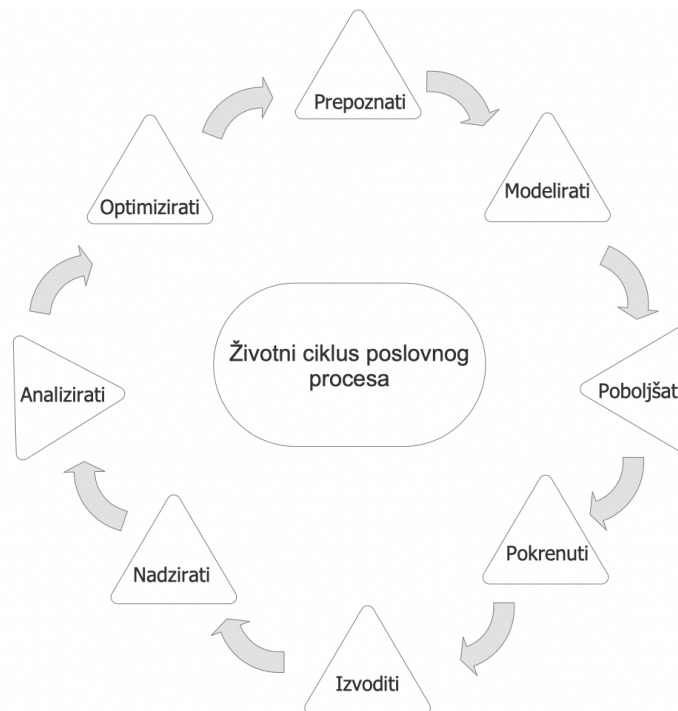 Prepoznati
Modelirati
Poboljšat
Pokrenuti
Izvoditi
Nadzirati
Analizirati
Optimizirati
Životni ciklus poslovnog
procesa